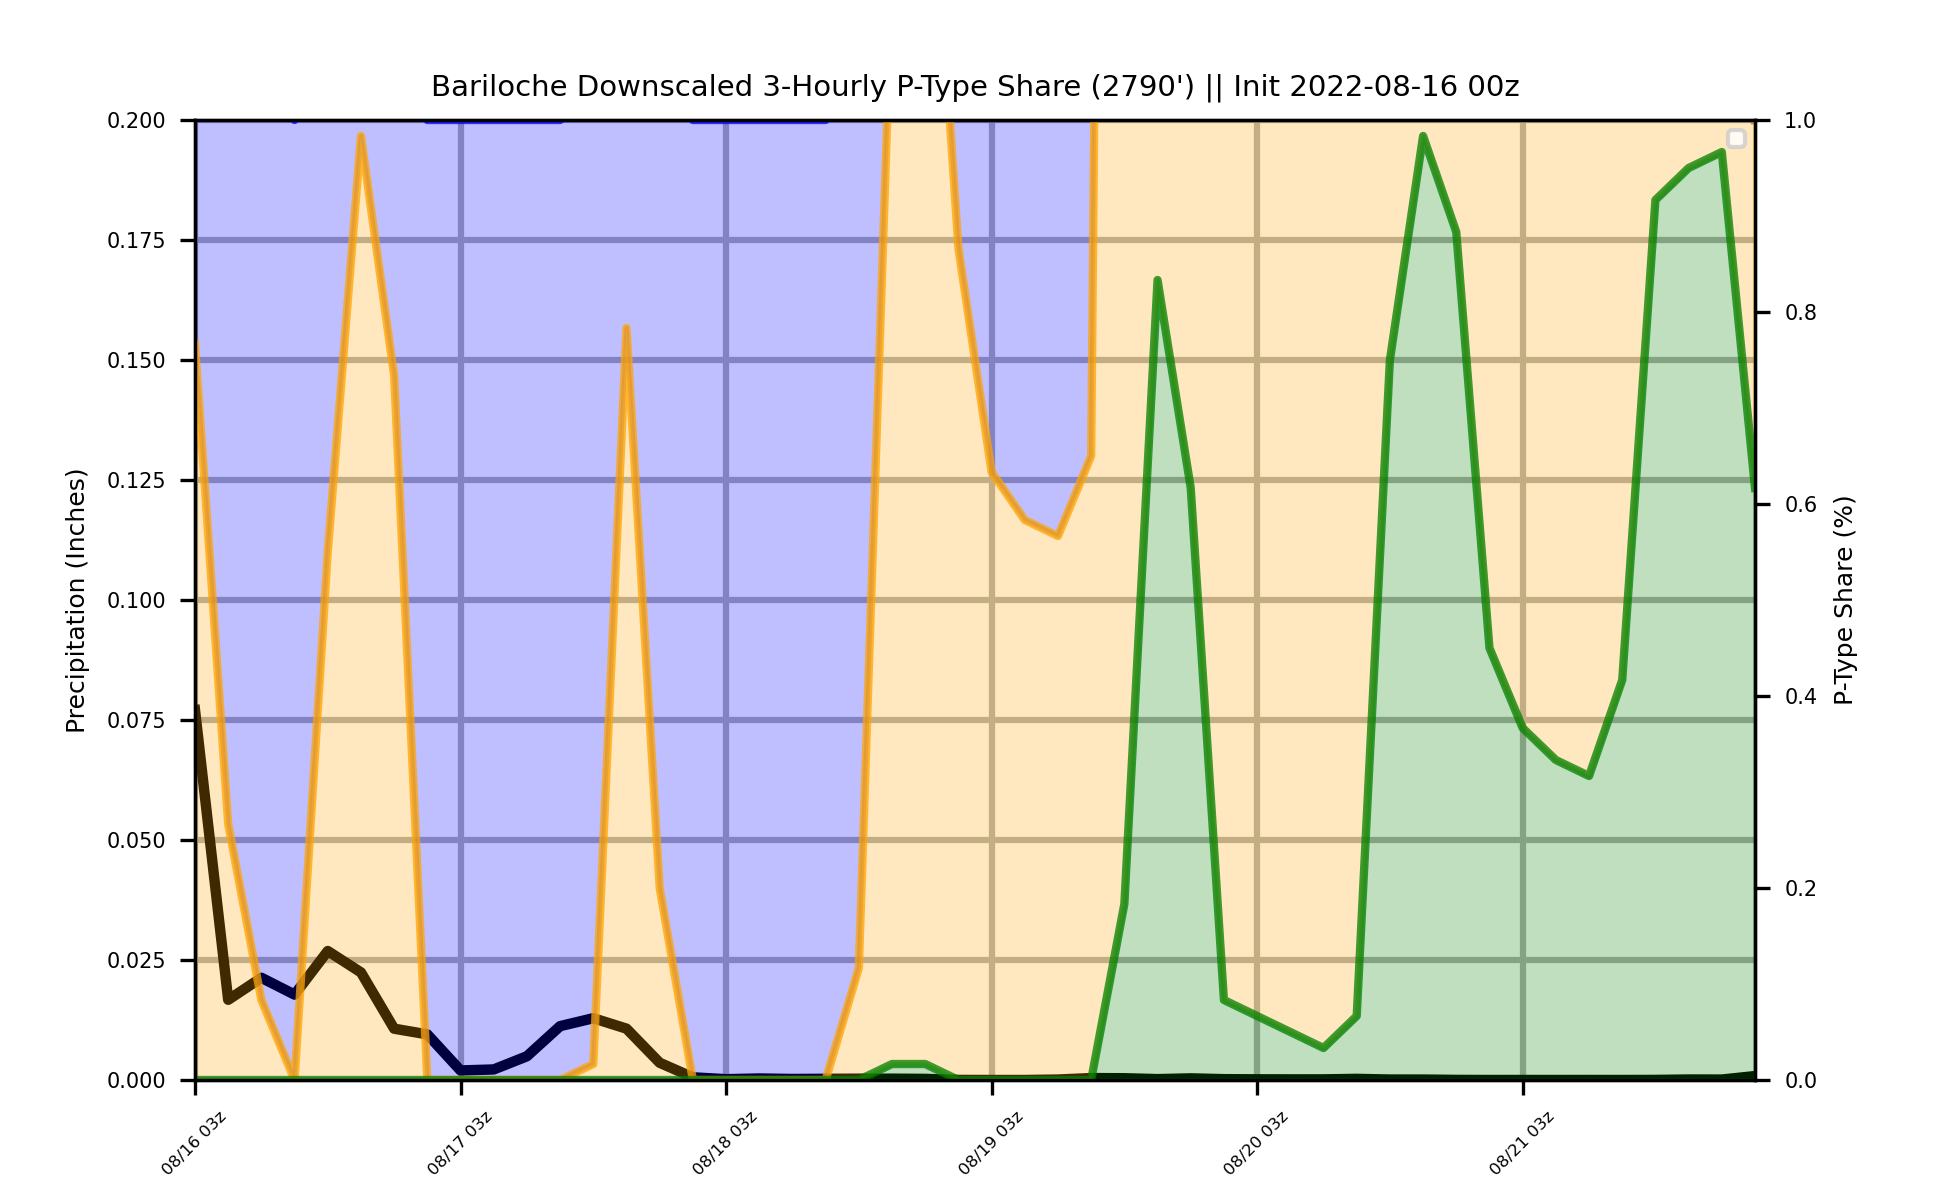 Bariloche Downscaled 3-Hourly P-Type Share (2790') || Init 2022-08-16 00z
0.200
0.175
0.150
0.125
0.100
0.075
0.050
0.025
0.000
Precipitation (Inches)
1.0
0.8
0.6
0.4
0.2
0.0
P-Type Share (%)
08/16 03z
08/17 03z
08/18 03z
08/19 03z
08/20 03z
08/21 03z